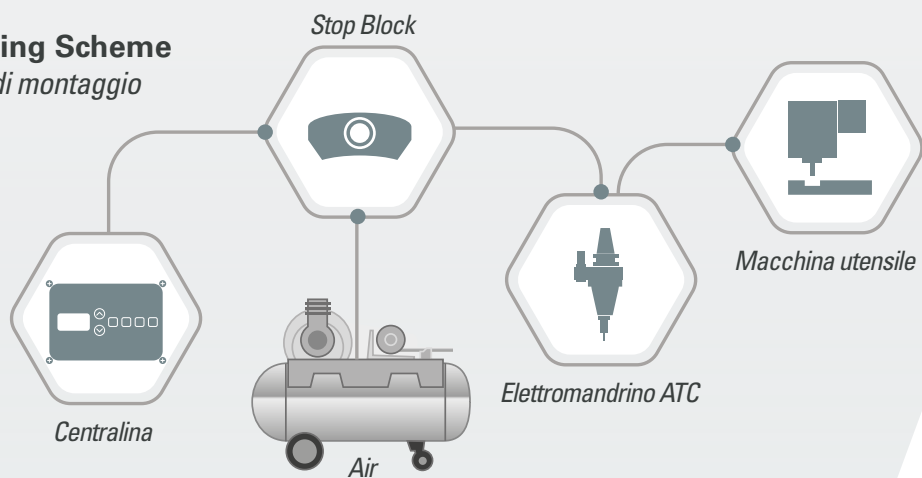 ing Scheme
di montaggio
Stop Block
Macchina utensile
Elettromandrino ATC
Centralina
Air